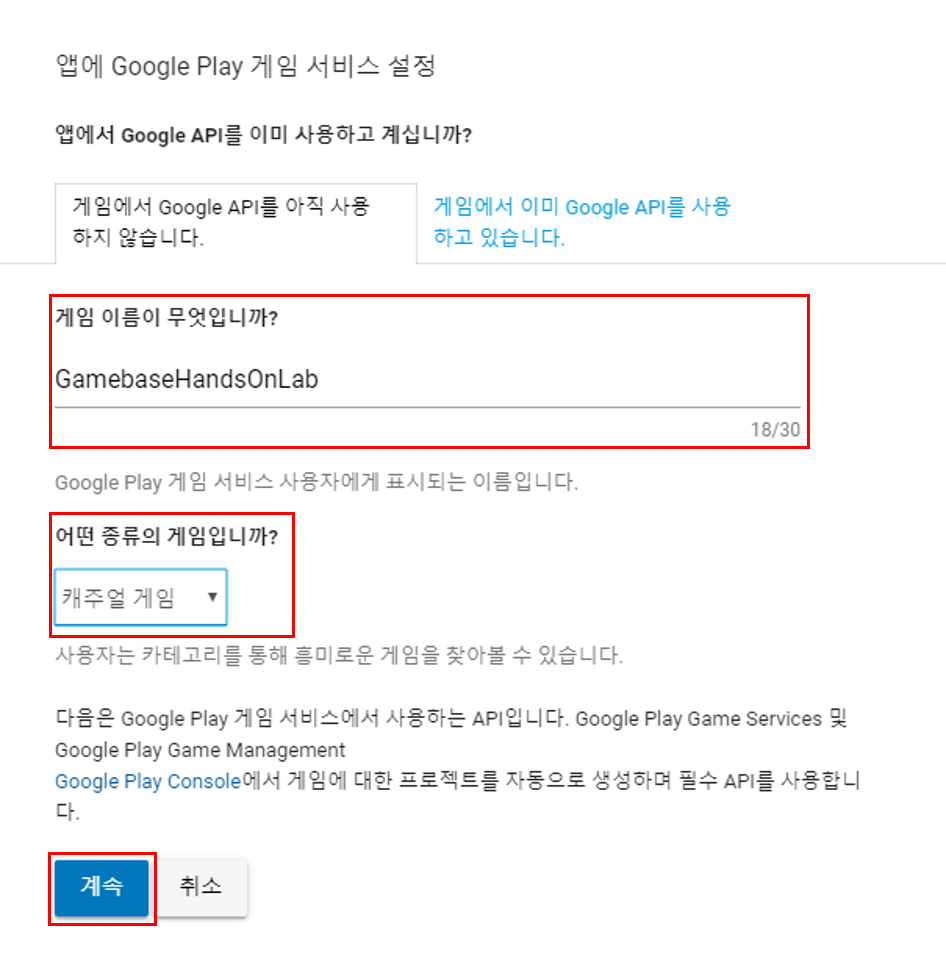 앱에 Google Play 게임 서비스 설정
앱에서 Google API를 이미 사용하고 계십니까?
게임에서 Google API를 아직 사용
하지 않습니다.
게임에서 이미 Google API를 사용
하고 있습니다.
게임 이름이 무엇입니까?
GamebaseHandsOnLab
18/30
Google Play 게임 서비스 사용자에게 표시되는 이름입니다.
어떤 종류의 게임입니까?
캐주얼 게임 ▼
사용자는 카테고리를 통해 흥미로운 게임을 찾아볼 수 있습니다.
다음은 Google Play 게임 서비스에서 사용하는 API입니다. Google Play Game Services 및
Google Play Game Management
Google Play Console에서 게임에 대한 프로젝트를 자동으로 생성하며 필수 API를 사용합니
다.
계속 취소